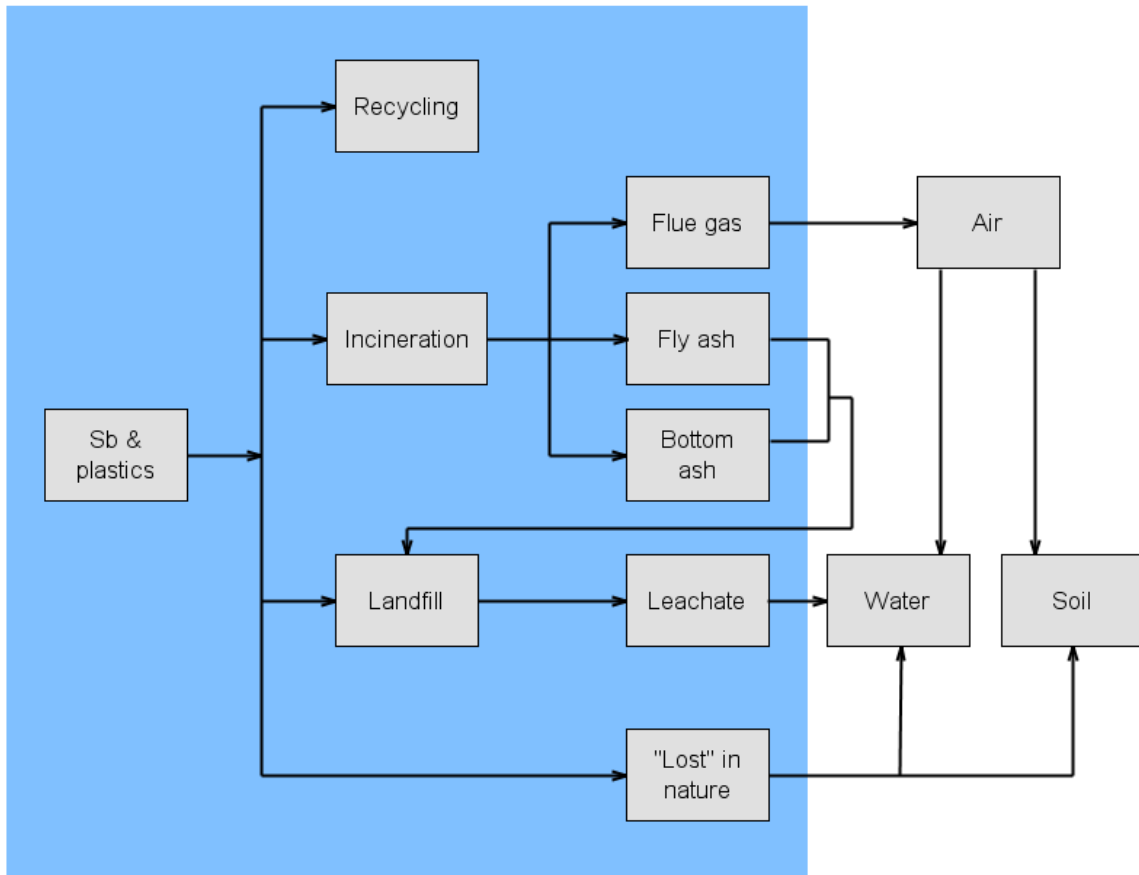 Recycling
Flue gas
Air
Incineration
Fly ash
Sb &
plastics
Bottom
ash
Landfill
Leachate
Water
Soil
"Lost" in
nature